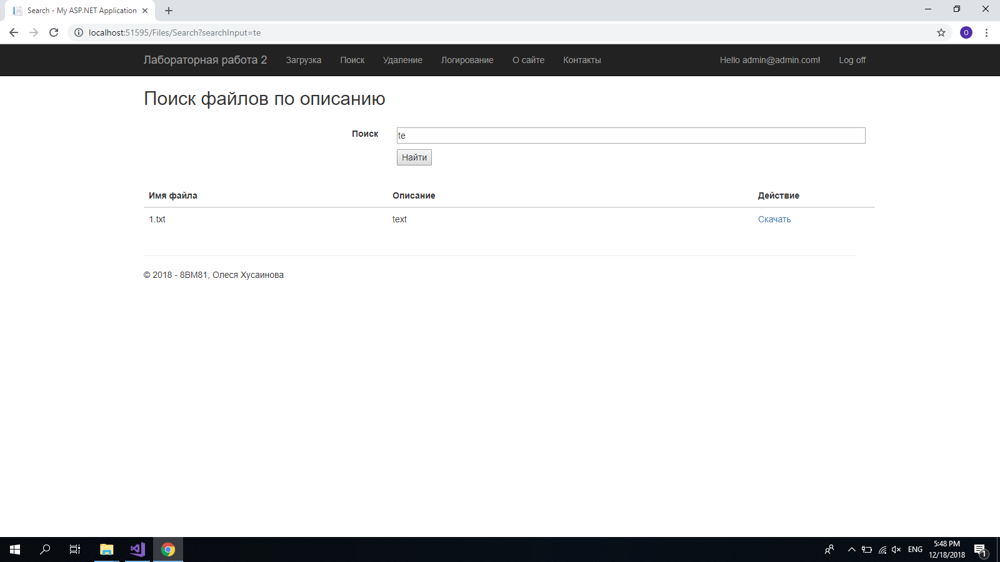 Search - My ASP.NET Application
localhost:51595/Files/Search?searchInput=te
O
Лабораторная работа 2 Загрузка Поиск Удаление Логирование О сайте Контакты Hello admin@admin.com! Log off
Поиск файлов по описанию
Поиск te
Найти
Имя файла Описание Действие
1.txt text Скачать
© 2018 - 8ВМ81, Олеся Хусаинова
ENG
5:48 PM
12/18/2018
1